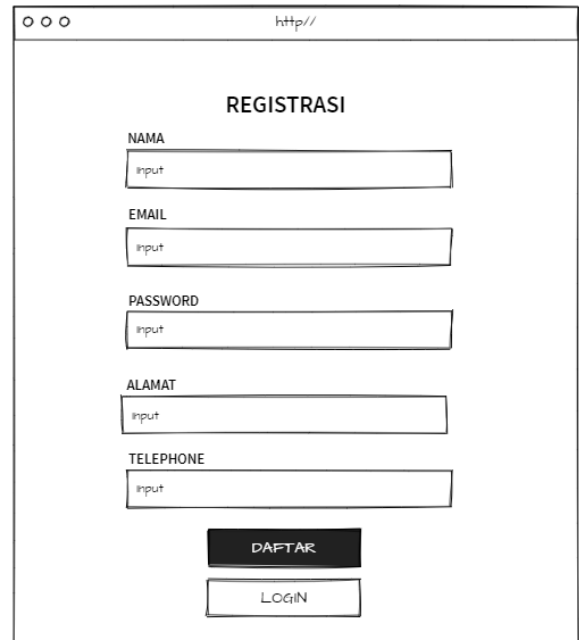 http//
REGISTRASI
NAMA
input
EMAIL
input
PASSWORD
input
ALAMAT
input
TELEPHONE
input
DAFTAR
LOGIN